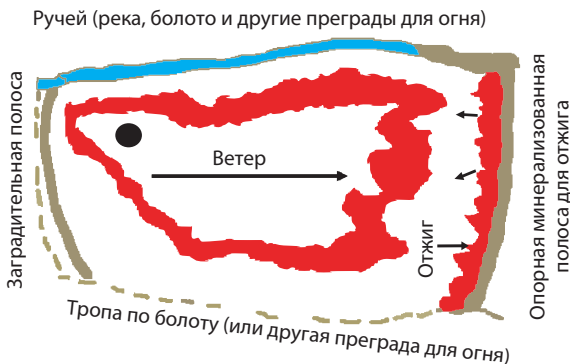 Ручей (река, болото и другие преграды для огня)
Заградительная полоса
Ветер
Отжиг
Опорная минерализованная
полоса для отжига
Тропа по болоту (или другая преграда для огня)